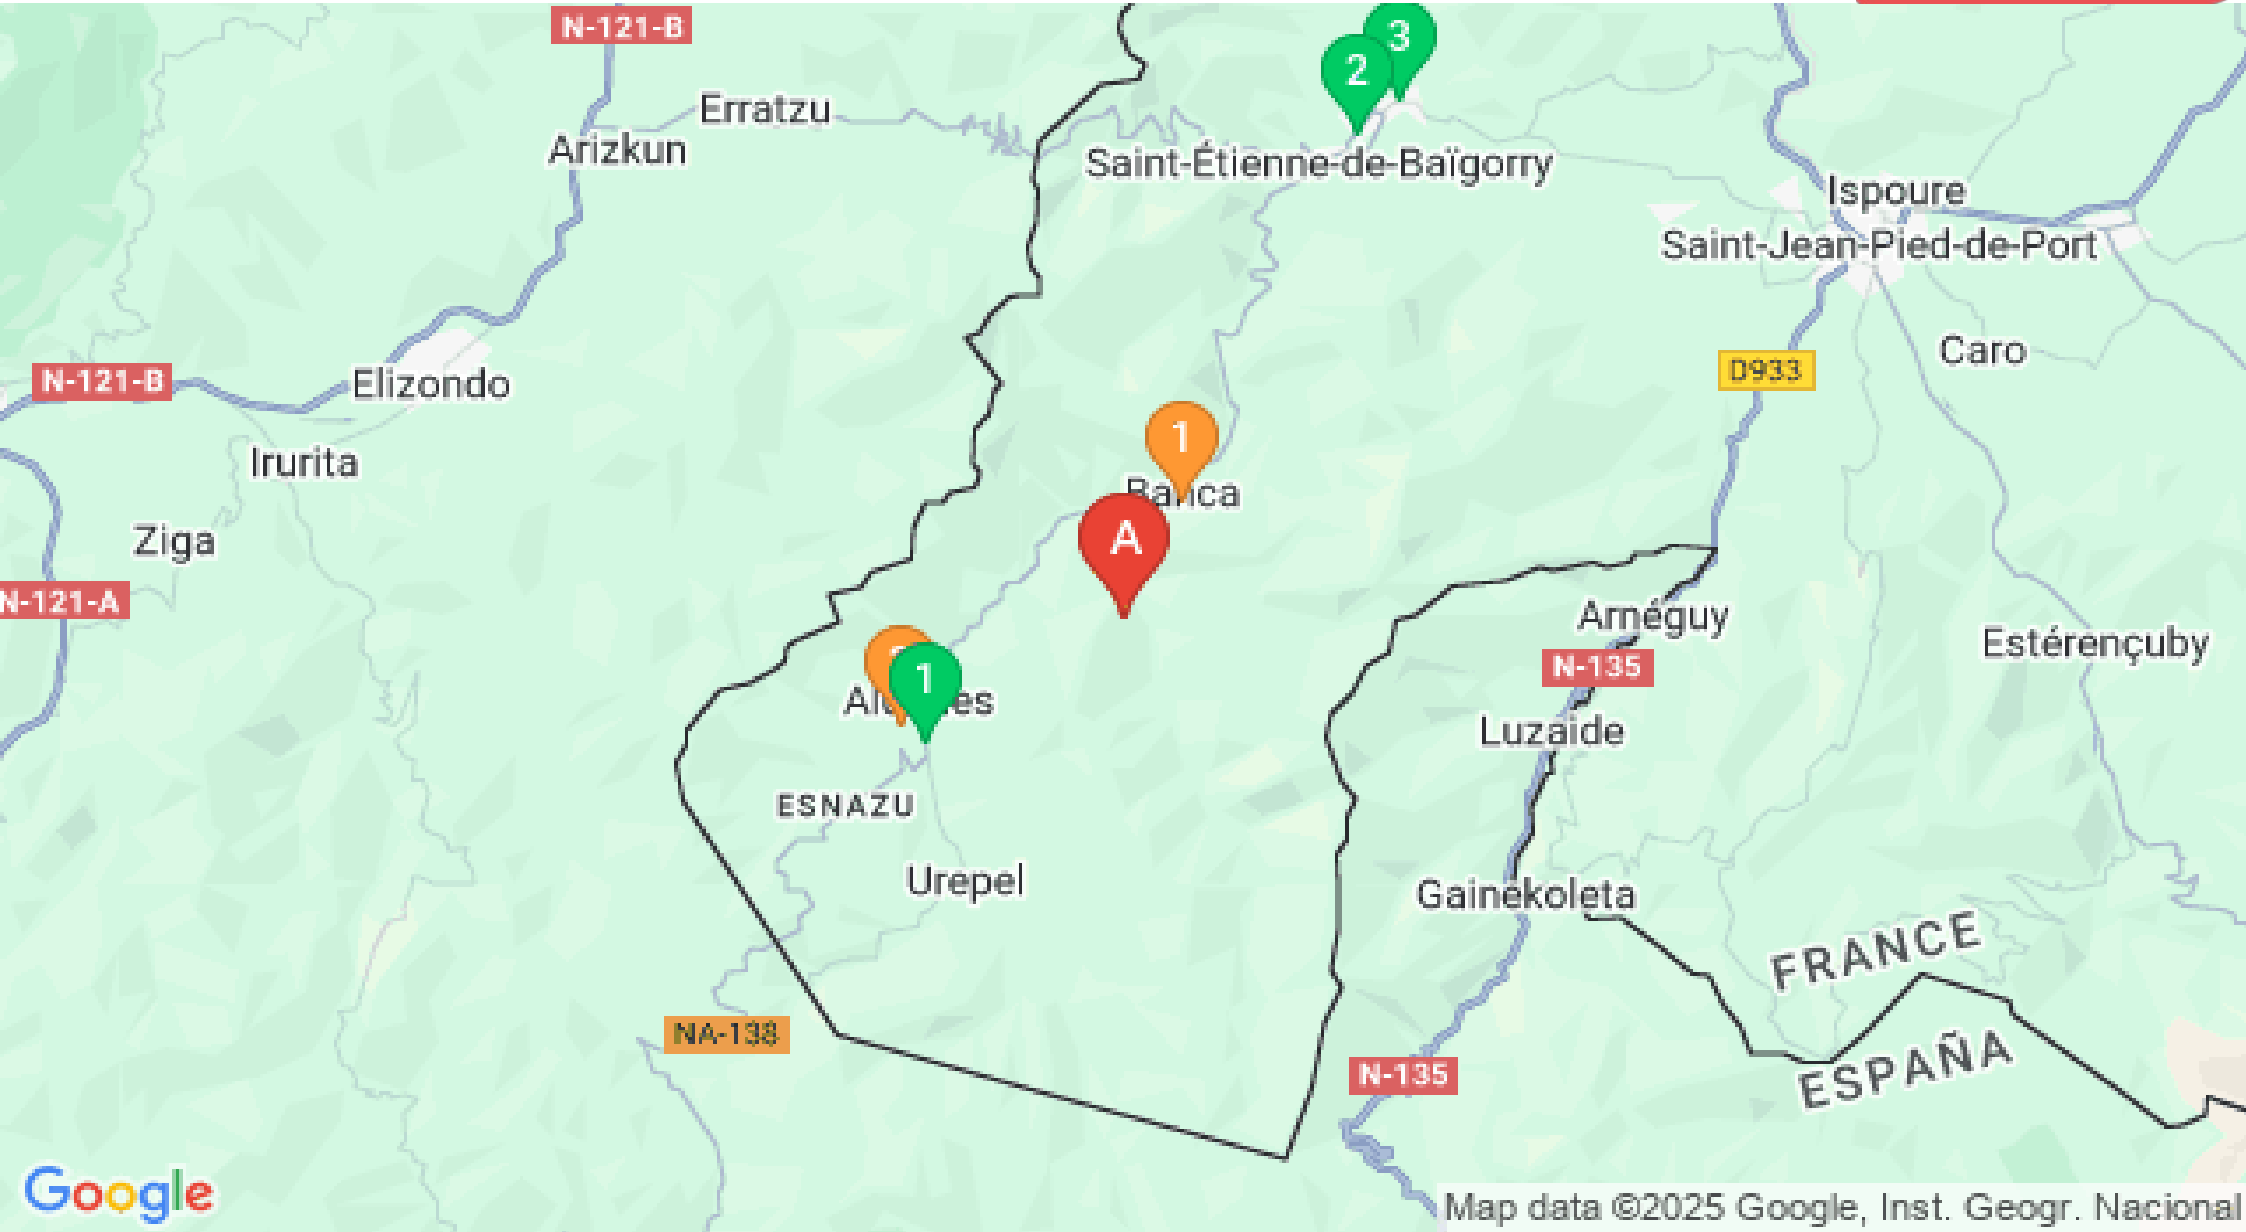 N-121-B
3
2
Erratzu
Arizkun
Saint-Étienne-de-Baïgorry
Ispoure
Saint-Jean-Pied-de-Port
Caro
D933
N-121-B
Elizondo
1
Irurita
Banca
A
Ziga
N-121-A
Arnéguy
Estérençuby
N-135
1
Luzaide
ESNAZU
Urepel
Gainekoleta
FRANCE
NA-138
ESPAÑA
N-135
Google
Map data ©2025 Google, Inst. Geogr. Nacional